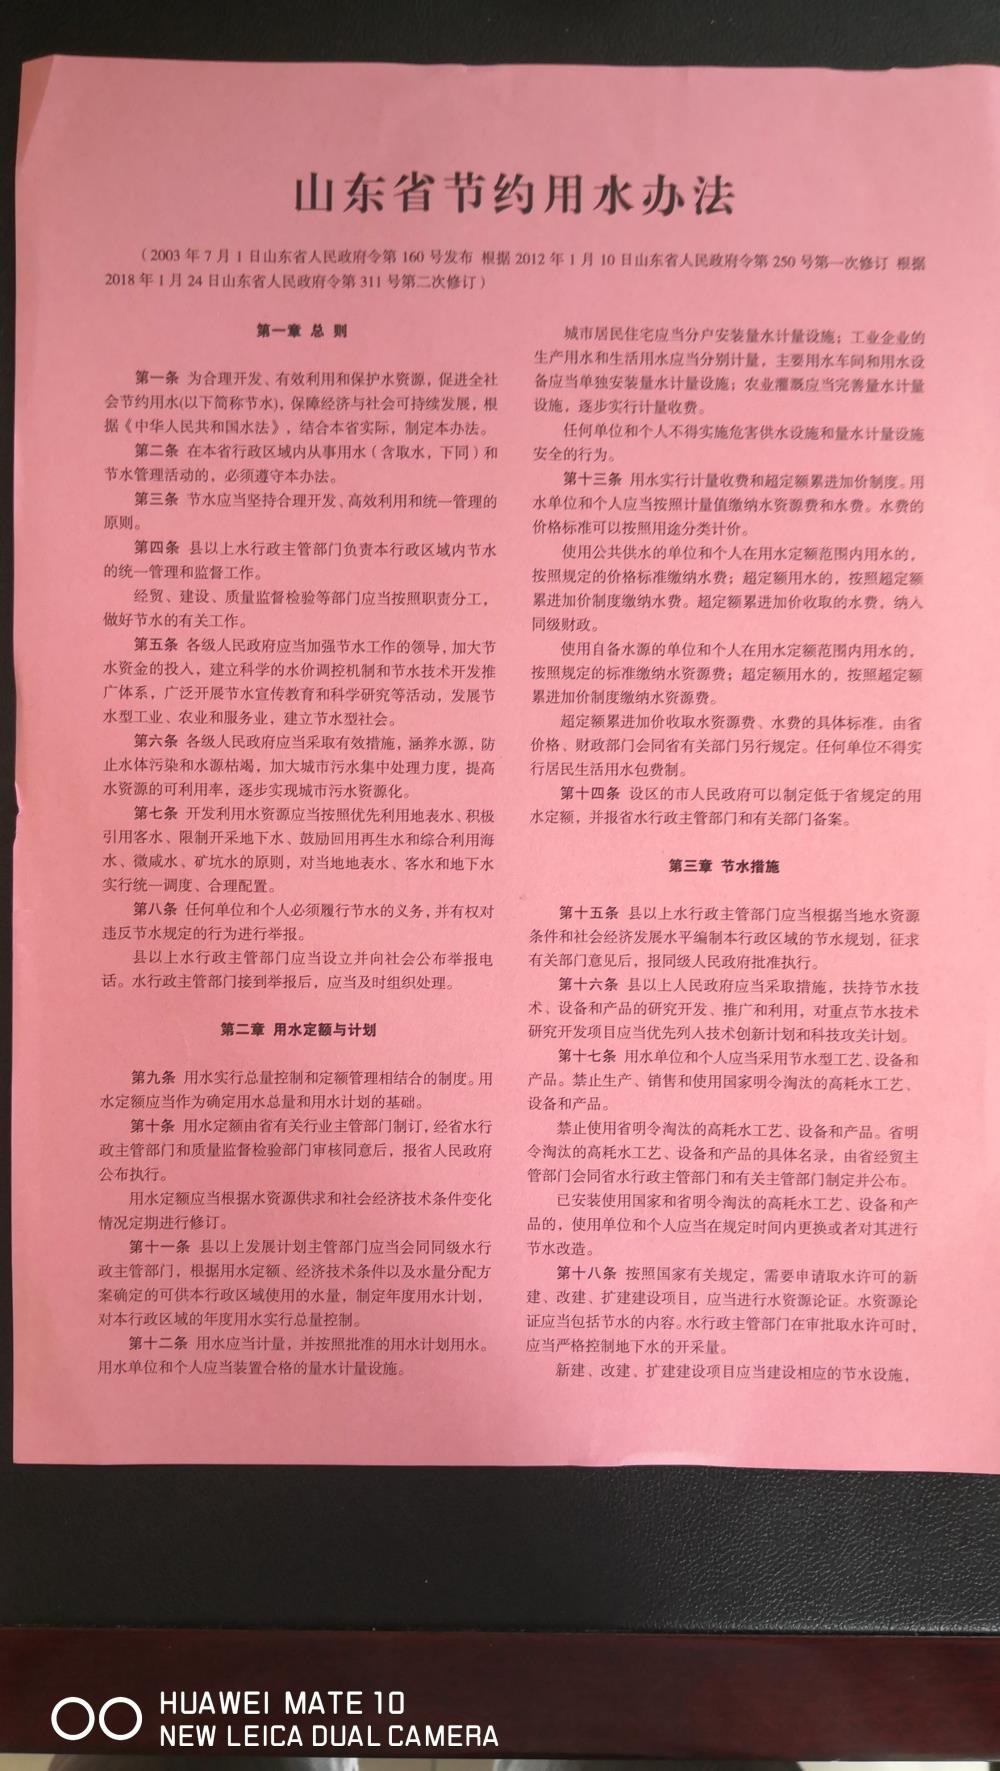 山东省节约用水办法
（2003 年 7 月 1 日山东省人民政府令第 160 号发布 根据 2012 年 1 月 10 日山东省人民政府令第 250 号第一次修订 根据
2018 年 1 月 24 日山东省人民政府令第 311 号第二次修订）
第一章 总 则
第一条 为合理开发、有效利用和保护水资源，促进全社
会节约用水(以下简称节水)，保障经济与社会可持续发展，根
据《中华人民共和国水法》，结合本省实际，制定本办法。
第二条 在本省行政区域内从事用水（含取水，下同）和
节水管理活动的，必须遵守本办法。
第三条 节水应当坚持合理开发、高效利用和统一管理的
原则。
第四条 县以上水行政主管部门负责本行政区域内节水
的统一管理和监督工作。
经贸、建设、质量监督检验等部门应当按照职责分工，
做好节水的有关工作。
第五条 各级人民政府应当加强节水工作的领导，加大节
水资金的投入，建立科学的水价调控机制和节水技术开发推
广体系，广泛开展节水宣传教育和科学研究等活动，发展节
水型工业、农业和服务业，建立节水型社会。
第六条 各级人民政府应当采取有效措施，涵养水源，防
止水体污染和水源枯竭，加大城市污水集中处理力度，提高
水资源的可利用率，逐步实现城市污水资源化。
第七条 开发利用水资源应当按照优先利用地表水、积极
引用客水、限制开采地下水、鼓励回用再生水和综合利用海
水、微咸水、矿坑水的原则，对当地地表水、客水和地下水
实行统一调度、合理配置。
第八条 任何单位和个人必须履行节水的义务，并有权对
违反节水规定的行为进行举报。
县以上水行政主管部门应当设立并向社会公布举报电
话。水行政主管部门接到举报后，应当及时组织处理。
第二章 用水定额与计划
第九条 用水实行总量控制和定额管理相结合的制度。用
水定额应当作为确定用水总量和用水计划的基础。
第十条 用水定额由省有关行业主管部门制订，经省水行
政主管部门和质量监督检验部门审核同意后，报省人民政府
公布执行。
用水定额应当根据水资源供求和社会经济技术条件变化
情况定期进行修订。
第十一条 县以上发展计划主管部门应当会同同级水行
政主管部门，根据用水定额、经济技术条件以及水量分配方
案确定的可供本行政区域使用的水量，制定年度用水计划，
对本行政区域的年度用水实行总量控制。
第十二条 用水应当计量，并按照批准的用水计划用水。
用水单位和个人应当装置合格的量水计量设施。
城市居民住宅应当分户安装量水计量设施；工业企业的
生产用水和生活用水应当分别计量，主要用水车间和用水设
备应当单独安装量水计量设施；农业灌溉应当完善量水计量
设施，逐步实行计量收费。
任何单位和个人不得实施危害供水设施和量水计量设施
安全的行为。
第十三条 用水实行计量收费和超定额累进加价制度。用
水单位和个人应当按照计量值缴纳水资源费和水费。水费的
价格标准可以按照用途分类计价。
使用公共供水的单位和个人在用水定额范围内用水的，
按照规定的价格标准缴纳水费；超定额用水的，按照超定额
累进加价制度缴纳水费。超定额累进加价收取的水费，纳入
同级财政。
使用自备水源的单位和个人在用水定额范围内用水的，
按照规定的标准缴纳水资源费；超定额用水的，按照超定额
累进加价制度缴纳水资源费。
超定额累进加价收取水资源费、水费的具体标准，由省
价格、财政部门会同省有关部门另行规定。任何单位不得实
行居民生活用水包费制。
第十四条 设区的市人民政府可以制定低于省规定的用
水定额，并报省水行政主管部门和有关部门备案。
第三章 节水措施
第十五条 县以上水行政主管部门应当根据当地水资源
条件和社会经济发展水平编制本行政区域的节水规划，征求
有关部门意见后，报同级人民政府批准执行。
第十六条 县以上人民政府应当采取措施，扶持节水技
术、设备和产品的研究开发、推广和利用，对重点节水技术
研究开发项目应当优先列入技术创新计划和科技攻关计划。
第十七条 用水单位和个人应当采用节水型工艺、设备和
产品。禁止生产、销售和使用国家明令淘汰的高耗水工艺、
设备和产品。
禁止使用省明令淘汰的高耗水工艺、设备和产品。省明
令淘汰的高耗水工艺、设备和产品的具体名录，由省经贸主
管部门会同省水行政主管部门和有关主管部门制定并公布。
已安装使用国家和省明令淘汰的高耗水工艺、设备和产
品的，使用单位和个人应当在规定时间内更换或者对其进行
节水改造。
第十八条 按照国家有关规定，需要申请取水许可的新
建、改建、扩建建设项目，应当进行水资源论证。水资源论
证应当包括节水的内容。水行政主管部门在审批取水许可时，
应当严格控制地下水的开采量。
新建、改建、扩建建设项目应当建设相应的节水设施，
HUAWEI MATE 10
NEW LEICA DUAL CAMERA